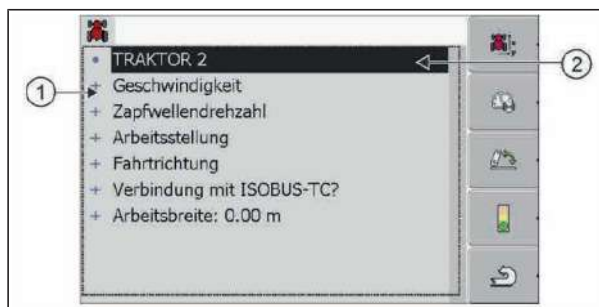 TRAKTOR 2
+ Geschwindigkeit
+ Zapfwellendrehzahl
+ Arbeitsstellung
+ Fahrtrichtung
+ Verbindung mit ISOBUS-TC?
+ Arbeitsbreite: 0.00 m
1
2